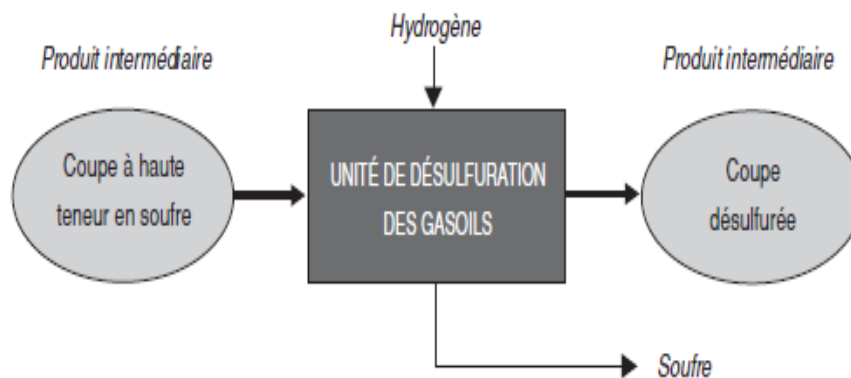 Hydrogène
Produit intermédiaire
Produit intermédiaire
Coupe à haute
teneur en soufre
UNITÉ DE DÉSULFURATION
DES GASOILS
Coupe
désulfurée
Soufre